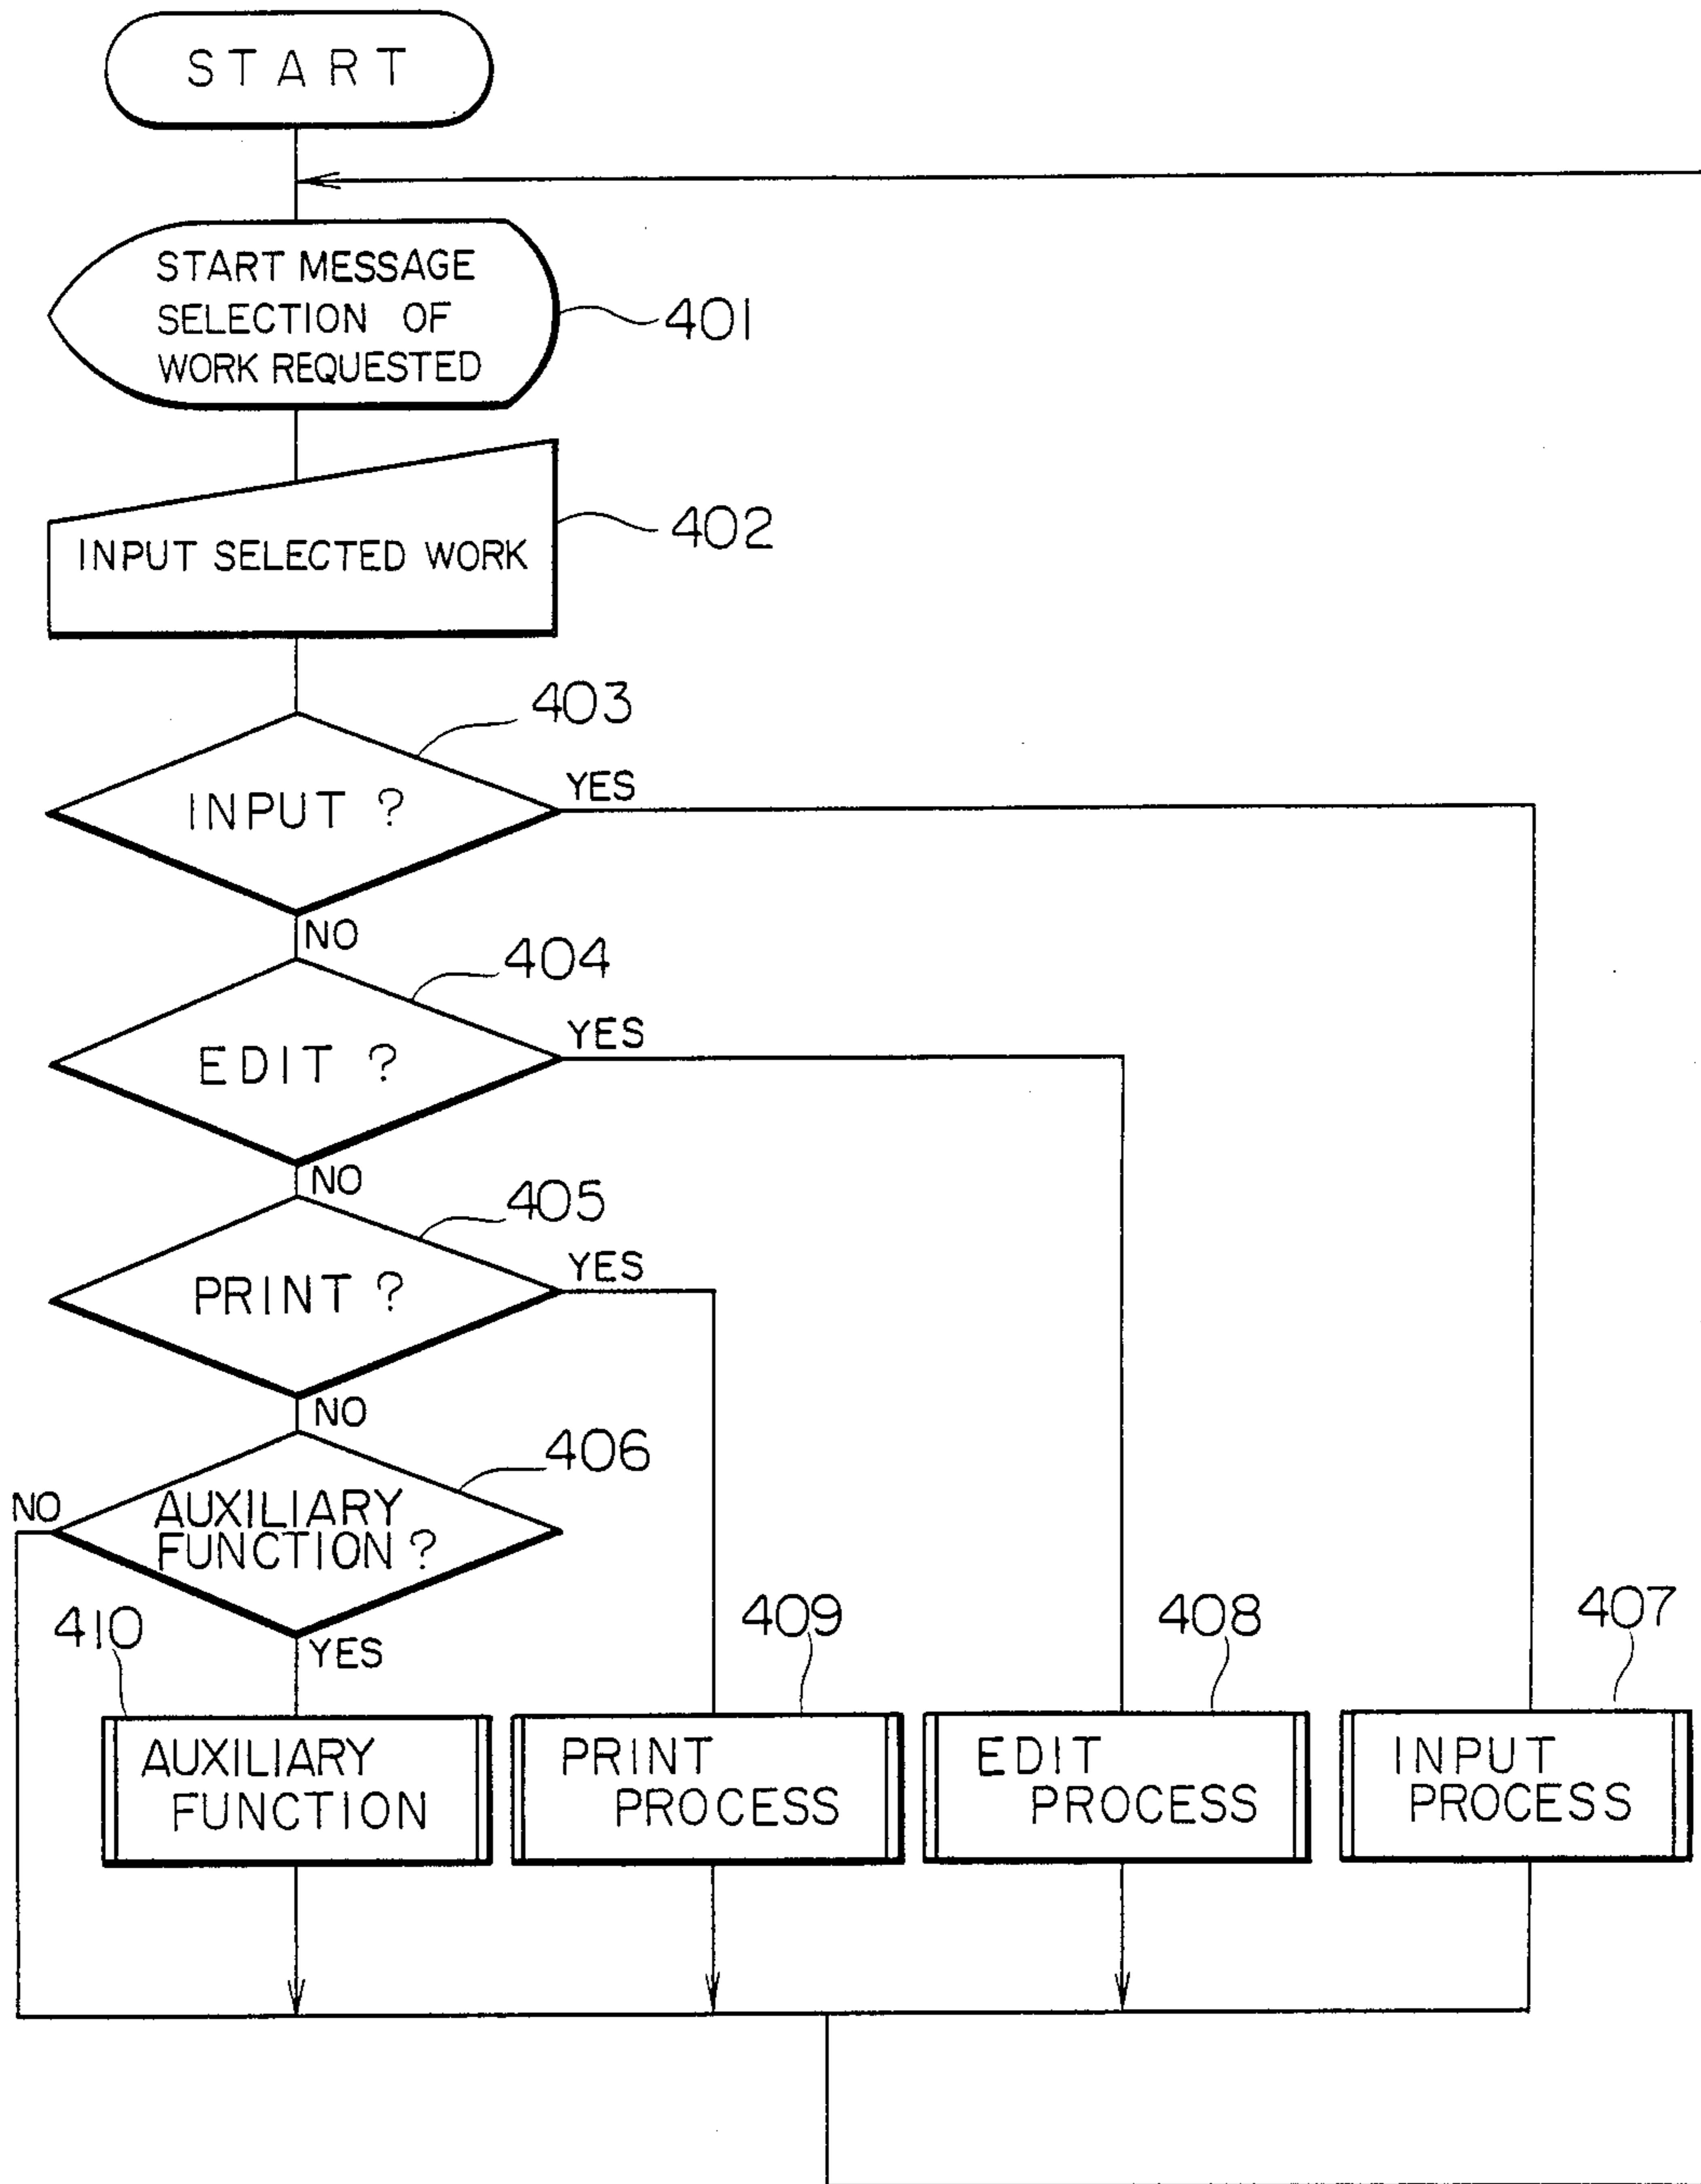 START
START MESSAGE
SELECTION OF
WORK REQUESTED
401
INPUT SELECTED WORK
402
403
INPUT ?
YES
NO
404
EDIT ?
YES
NO
405
PRINT ?
YES
NO
406
NO
AUXILIARY
FUNCTION ?
YES
410
409
408
407
AUXILIARY
FUNCTION
PRINT
PROCESS
EDIT
PROCESS
INPUT
PROCESS